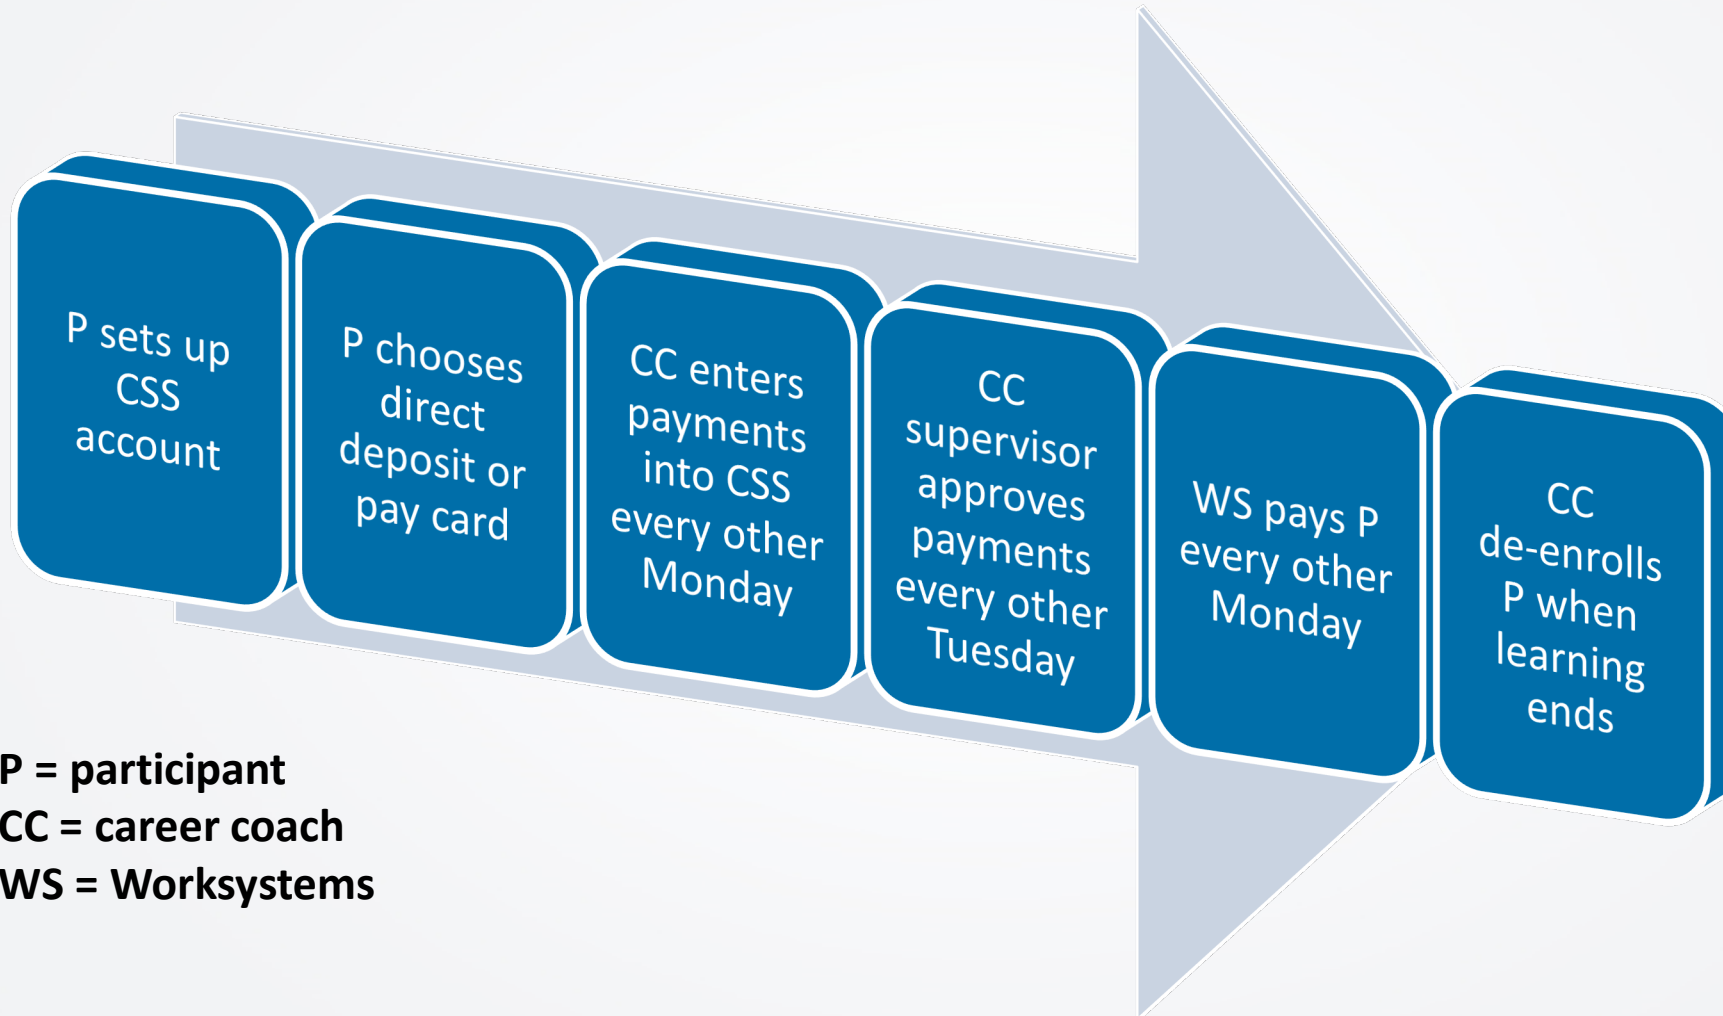 P sets up
CSS
account
P chooses
direct
deposit or
pay card
CC enters
payments
into CSS
every other
Monday
CC
supervisor
approves
payments
every other
Tuesday
WS pays P
every other
Monday
CC
de-enrolls
P when
learning
ends
P = participant
CC = career coach
WS = Worksystems